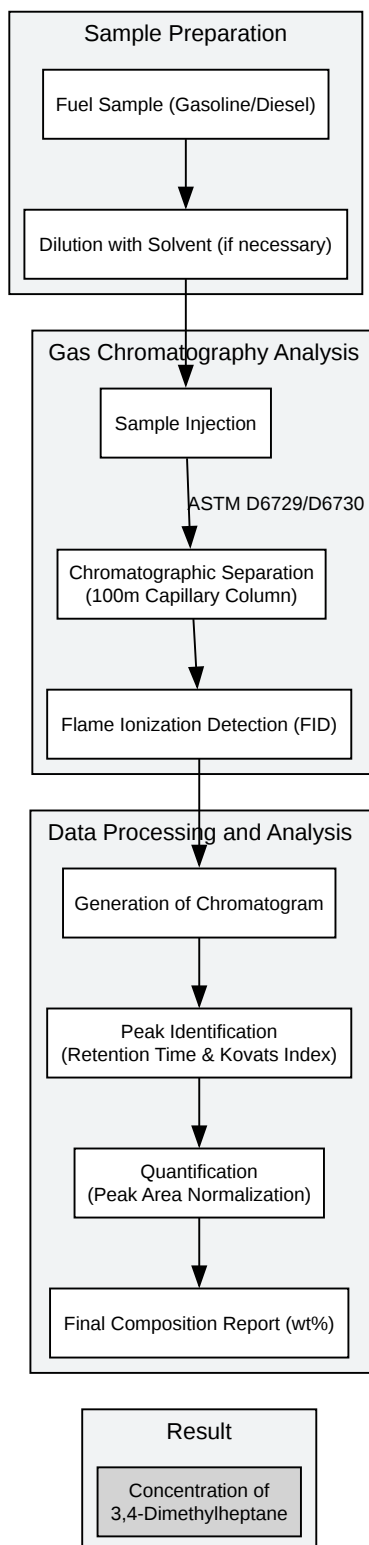 Sample Preparation
Fuel Sample (Gasoline/Diesel)
Dilution with Solvent (if necessary)
Gas Chromatography Analysis
Sample Injection
ASTM D6729/D6730
Chromatographic Separation
(100m Capillary Column)
Flame Ionization Detection (FID)
Data Processing and Analysis
Generation of Chromatogram
Peak Identification
(Retention Time & Kovats Index)
Quantification
(Peak Area Normalization)
Final Composition Report (wt%)
Result
Concentration of
3,4-Dimethylheptane